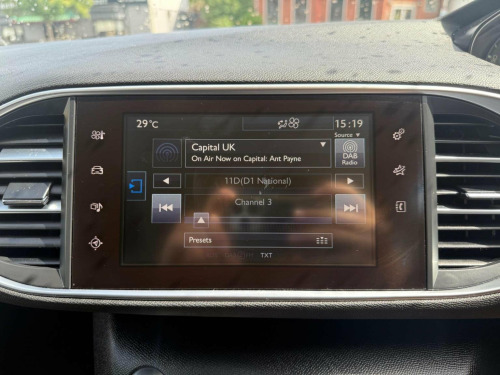 29°C
15:19
Source
Capital UK
On Air Now on Capital: Ant Payne
DAB
Radio
11D(D1 National)
Channel 3
Presets
TXT